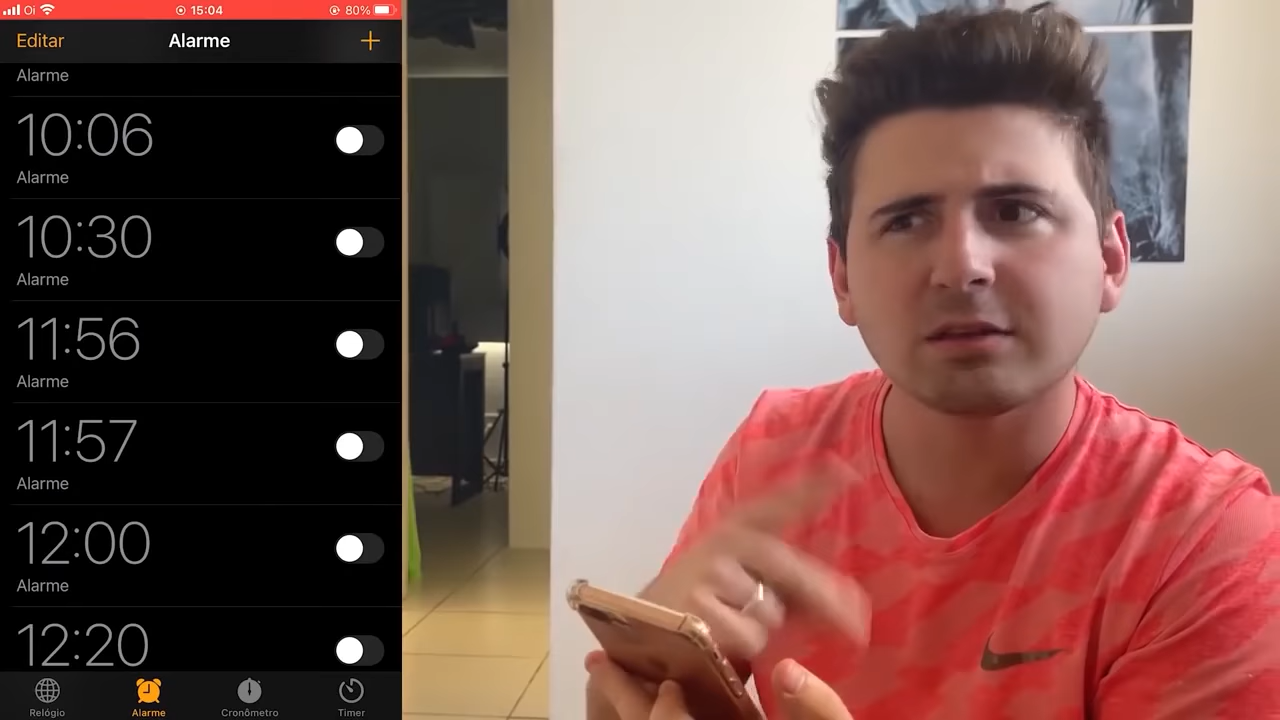 Oi 15:04 80%
Editar Alarme +
Alarme
10:06
Alarme
10:30
Alarme
11:56
Alarme
11:57
Alarme
12:00
Alarme
12:20
Relógio Alarme Cronômetro Timer